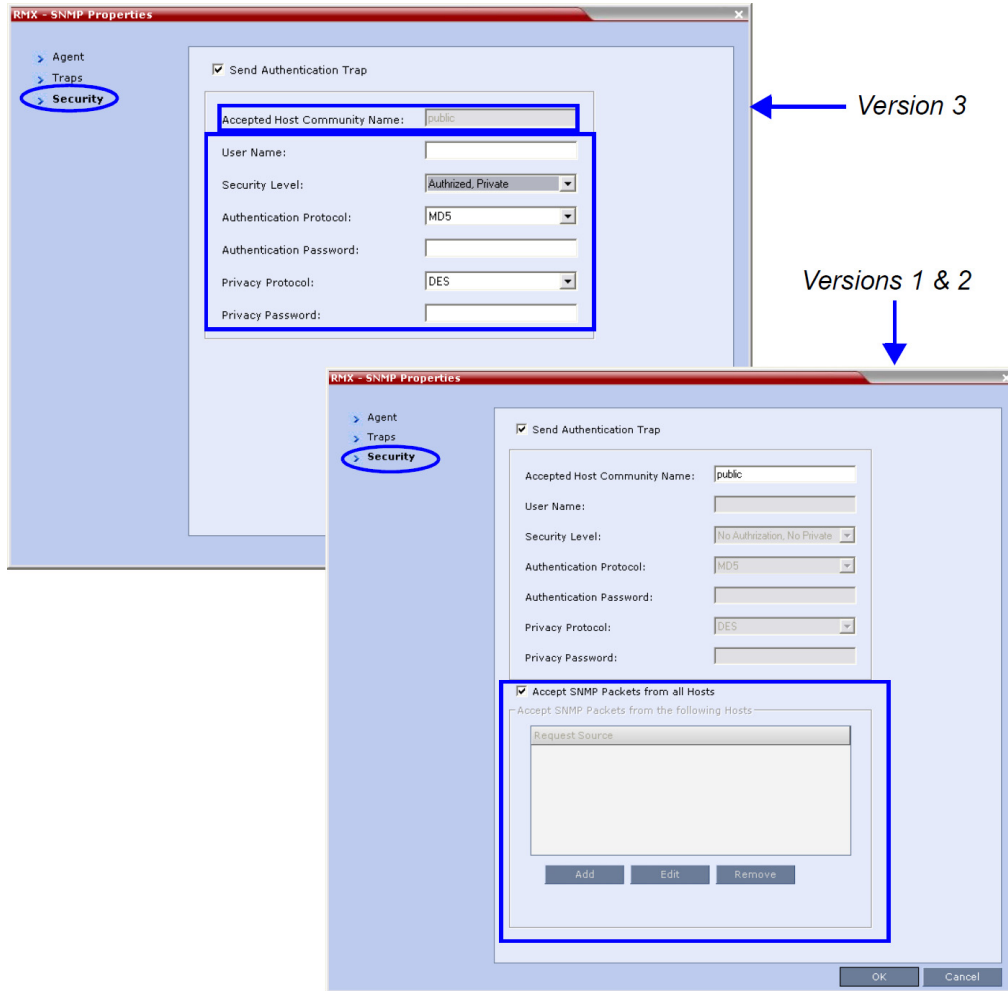 RMX - SNMP Properties
Agent
Traps
Security
Send Authentication Trap
Accepted Host Community Name: public
User Name:
Security Level: Authrized, Private
Authentication Protocol: MD5
Authentication Password:
Privacy Protocol: DES
Privacy Password:
Version 3
Versions 1 & 2
RMX - SNMP Properties
Agent
Traps
Security
Send Authentication Trap
Accepted Host Community Name: public
User Name:
Security Level: No Authrization, No Private
Authentication Protocol: MD5
Authentication Password:
Privacy Protocol: DES
Privacy Password:
Accept SNMP Packets from all Hosts
Accept SNMP Packets from the following Hosts
Request Source
Add Edit Remove
OK Cancel